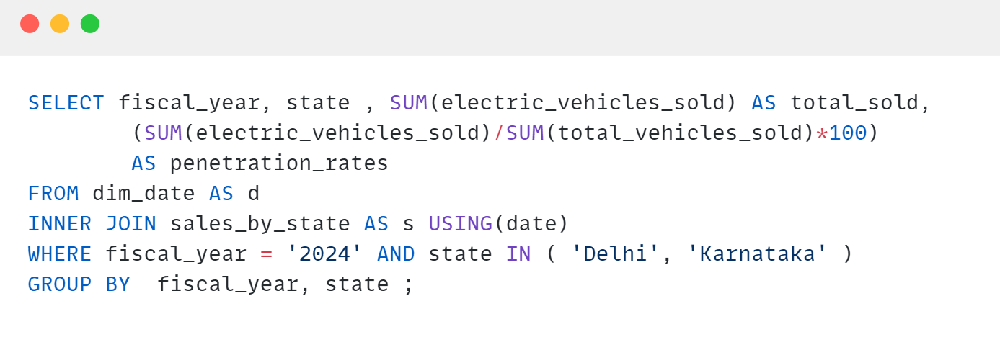 SELECT fiscal_year, state , SUM(electric_vehicles_sold) AS total_sold,
        (SUM(electric_vehicles_sold)/SUM(total_vehicles_sold)*100)
        AS penetration_rates
FROM dim_date AS d
INNER JOIN sales_by_state AS s USING(date)
WHERE fiscal_year = '2024' AND state IN ( 'Delhi', 'Karnataka' )
GROUP BY  fiscal_year, state ;